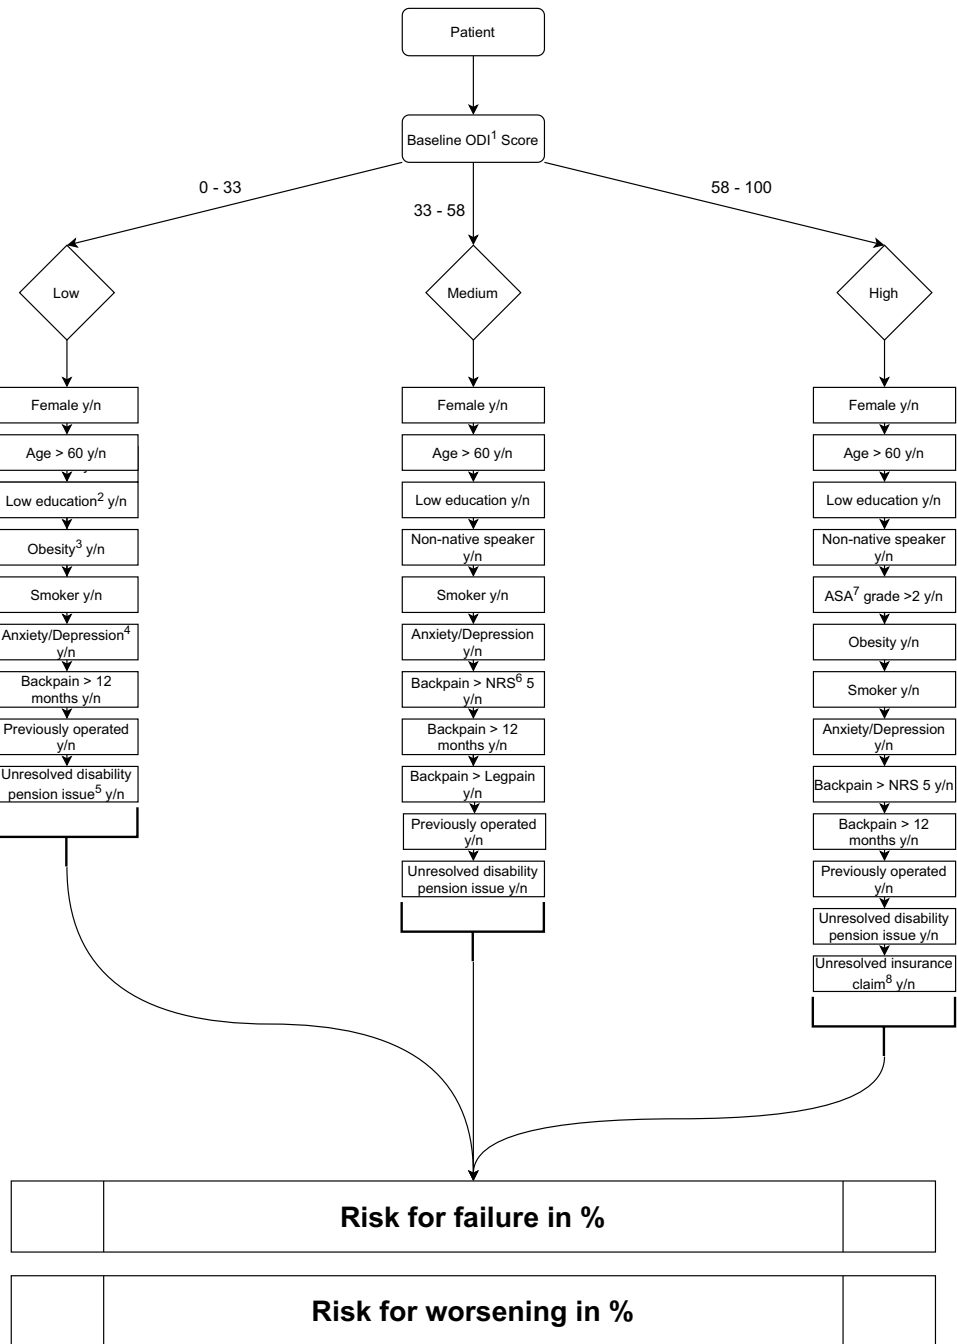 Patient
Baseline ODI1 Score
0 - 33
33 - 58
58 - 100
Low
Medium
High
Female y/n
Age > 60 y/n
Low education2 y/n
Obesity3 y/n
Smoker y/n
Anxiety/Depression4
y/n
Backpain > 12
months y/n
Previously operated
y/n
Unresolved disability
pension issue5 y/n
Female y/n
Age > 60 y/n
Low education y/n
Non-native speaker
y/n
Smoker y/n
Anxiety/Depression
y/n
Backpain > NRS6 5
y/n
Backpain > 12
months y/n
Backpain > Legpain
y/n
Previously operated
y/n
Unresolved disability
pension issue y/n
Female y/n
Age > 60 y/n
Low education y/n
Non-native speaker
y/n
ASA7 grade >2 y/n
Obesity y/n
Smoker y/n
Anxiety/Depression
y/n
Backpain > NRS 5 y/n
Backpain > 12
months y/n
Previously operated
y/n
Unresolved disability
pension issue y/n
Unresolved insurance
claim8 y/n
Risk for failure in %
Risk for worsening in %